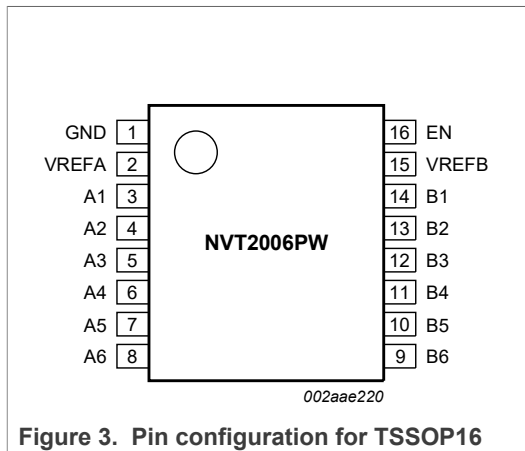 GND 1 16 EN
VREFA 2 15 VREFB
A1 3 14 B1
A2 4 13 B2
A3 5 12 B3
A4 6 11 B4
A5 7 10 B5
A6 8 9 B6
NVT2006PW
002aae220
Figure 3. Pin configuration for TSSOP16